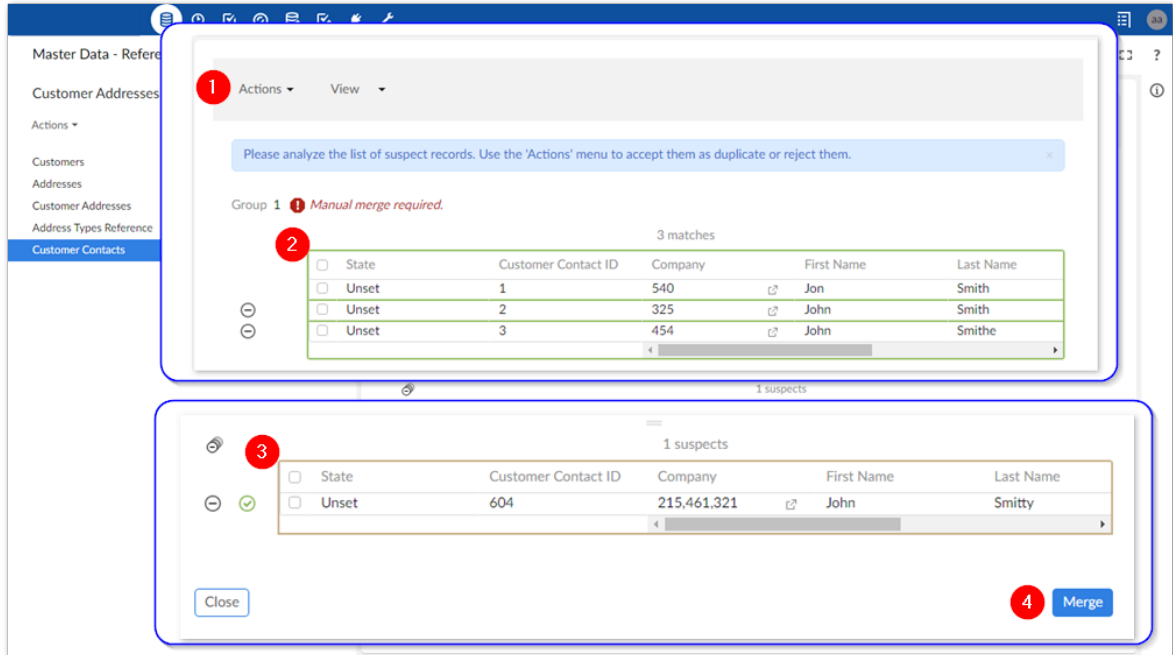 aa
Master Data - Refere
?
Customer Addresses
Actions
Customers
Addresses
Customer Addresses
Address Types Reference
Customer Contacts
1
Actions View
Please analyze the list of suspect records. Use the 'Actions' menu to accept them as duplicate or reject them.
Group 1 Manual merge required.
3 matches
2
State Customer Contact ID Company First Name Last Name
Unset 1 540 Jon Smith
Unset 2 325 John Smith
Unset 3 454 John Smithe
1 suspects
1 suspects
3
State Customer Contact ID Company First Name Last Name
Unset 604 215,461,321 John Smitty
Close
4
Merge